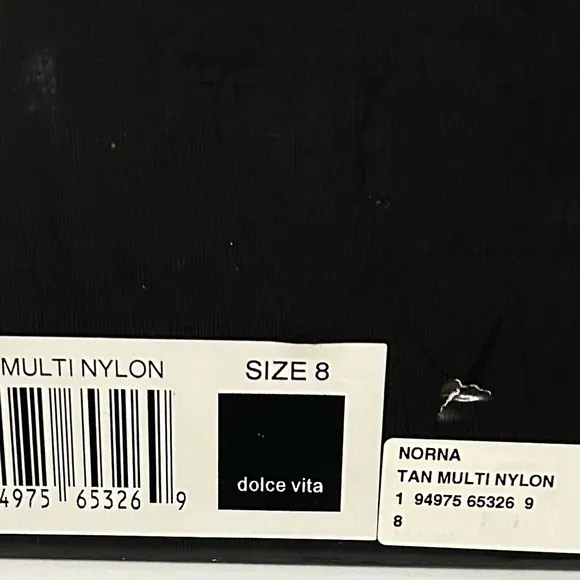 MULTI NYLON
SIZE 8
4975 65326 9
dolce vita
NORNA
TAN MULTI NYLON
1 94975 65326 9
8